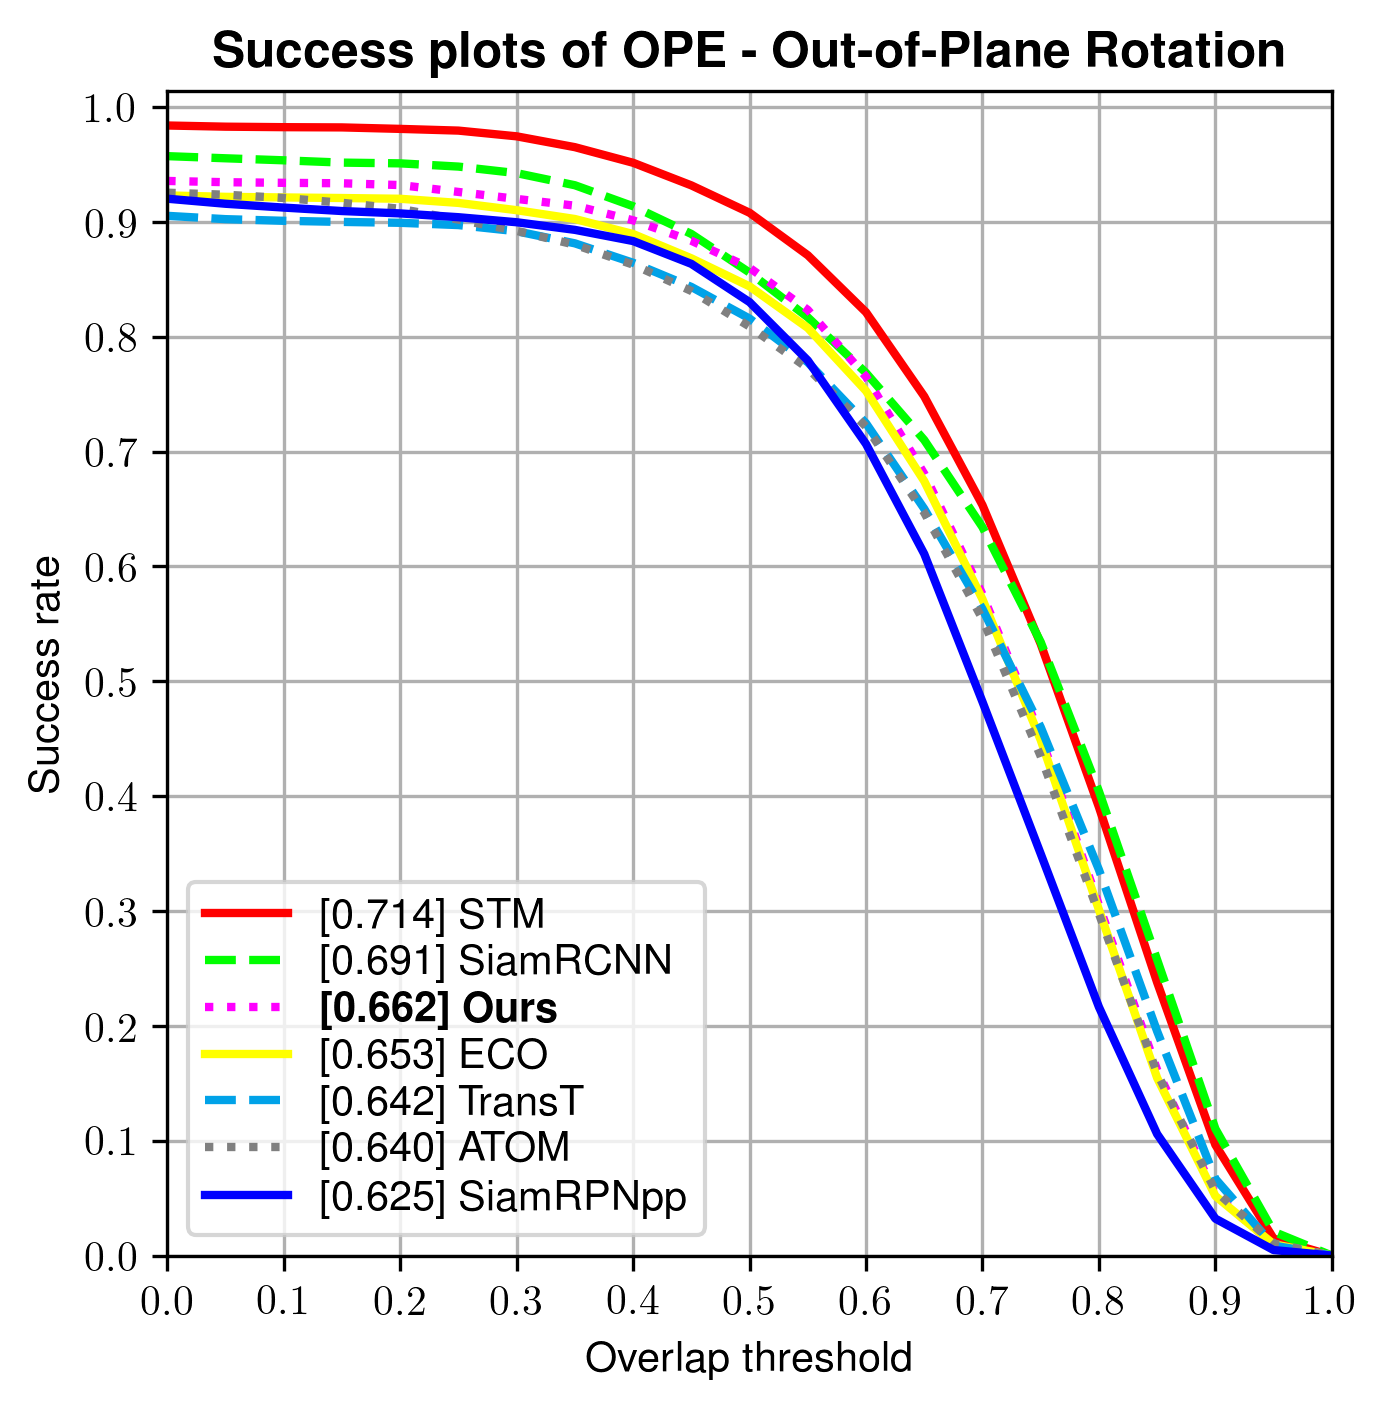 Success plots of OPE - Out-of-Plane Rotation
1.0
0.9
0.8
0.7
0.6
0.5
0.4
0.3
0.2
0.1
0.0
Success rate
[0.714] STM
[0.691] SiamRCNN
[0.662] Ours
[0.653] ECO
[0.642] TransT
[0.640] ATOM
[0.625] SiamRPNpp
0.0 0.1 0.2 0.3 0.4 0.5 0.6 0.7 0.8 0.9 1.0
Overlap threshold